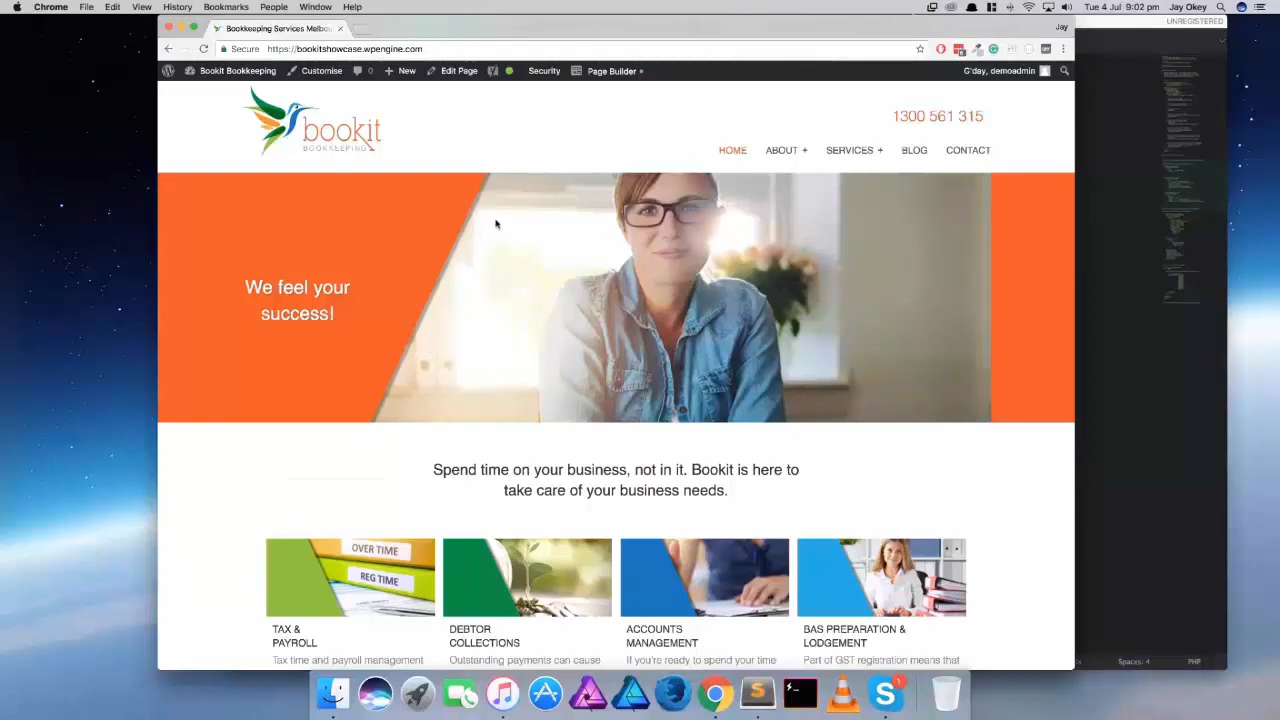 Chrome File Edit View History Bookmarks People Window Help
Tue 4 Jul 9:02 pm Jay Okey
UNREGISTERED
Bookkeeping Services Melbou
Jay
Secure https://bookitshowcase.wpengine.com
Bookit Bookkeeping Customise 0 New Edit Page Security Page Builder
G'day, demoadmin
bookit
BOOKKEEPING
1300 561 315
HOME ABOUT + SERVICES + BLOG CONTACT
We feel your
success!
Spend time on your business, not in it. Bookit is here to
take care of your business needs.
OVER TIME
REG TIME
TAX &
PAYROLL
Tax time and payroll management
DEBTOR
COLLECTIONS
Outstanding payments can cause
ACCOUNTS
MANAGEMENT
If you're ready to spend your time
BAS PREPARATION &
LODGEMENT
Part of GST registration means that
Spaces: 4 PHP
1